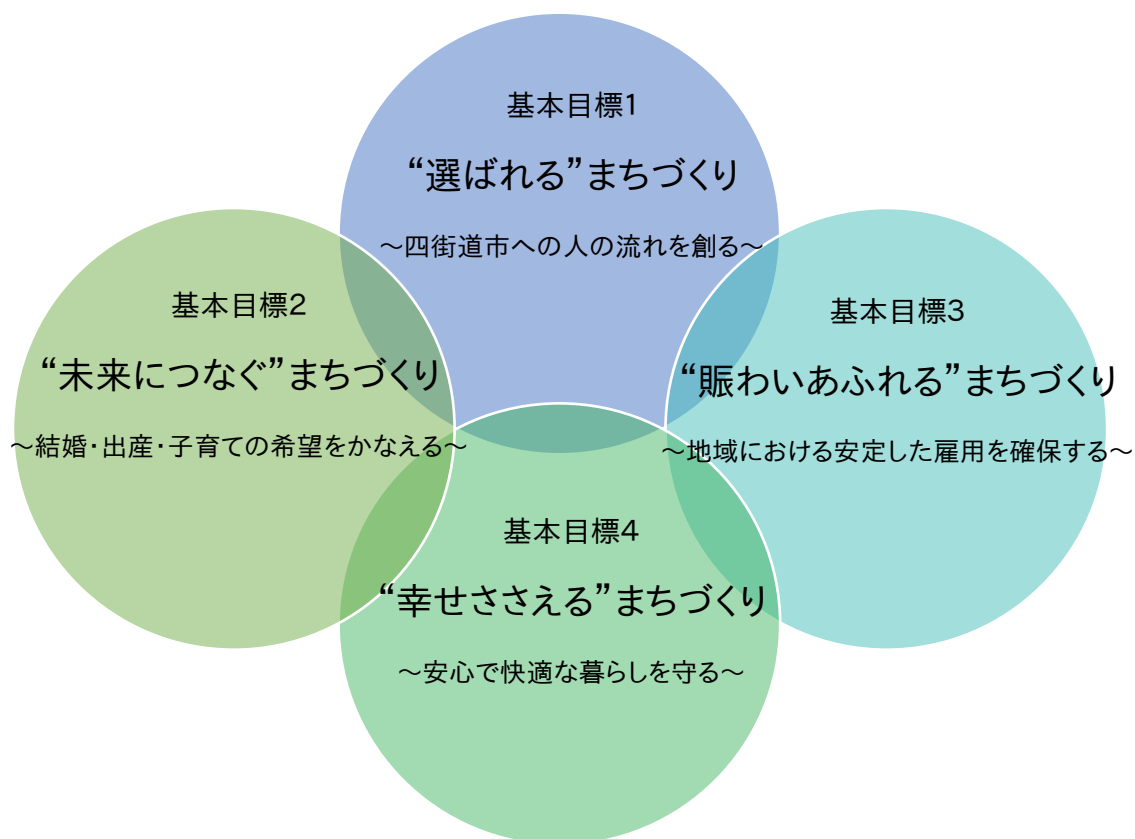 基本目標1
“選ばれる”まちづくり
～四街道市への人の流れを創る～
基本目標2
“未来につなぐ”まちづくり
～結婚・出産・子育ての希望をかなえる～
基本目標3
“賑わいあふれる”まちづくり
～地域における安定した雇用を確保する～
基本目標4
“幸せささえる”まちづくり
～安心で快適な暮らしを守る～